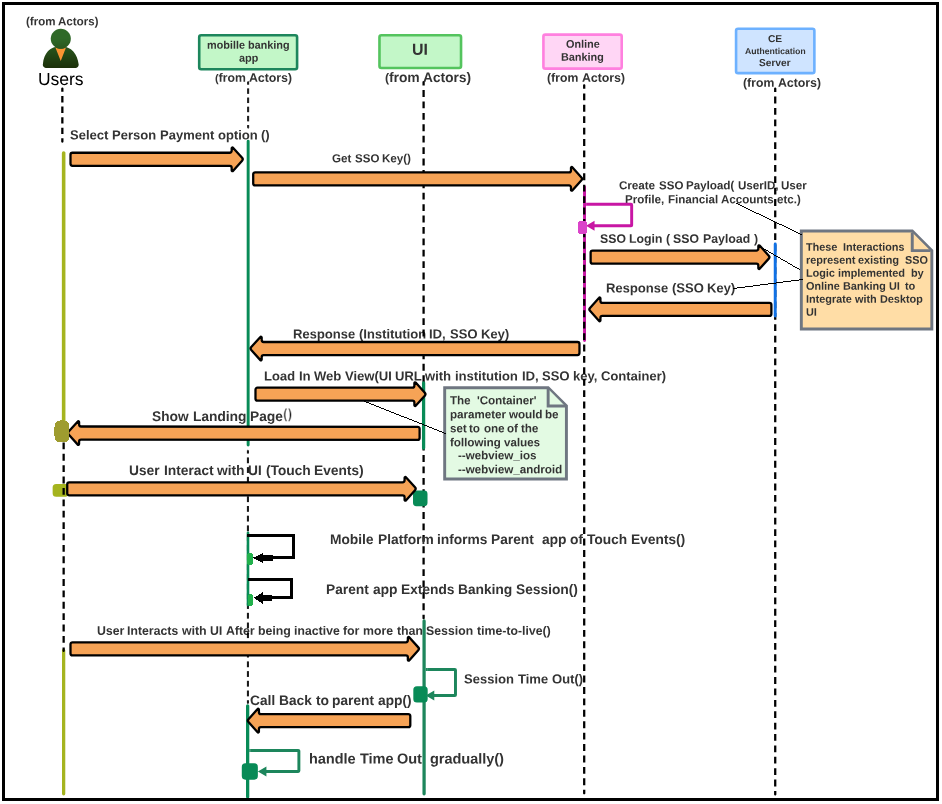 (from Actors)
Users
mobille banking
app
(from Actors)
UI
(from Actors)
Online
Banking
(from Actors)
CE
Authentication
Server
(from Actors)
Select Person Payment option ()
Get SSO Key()
Create SSO Payload( UserID, User
Profile, Financial Accounts etc.)
SSO Login ( SSO Payload )
These Interactions
represent existing SSO
Logic implemented by
Online Banking UI to
Integrate with Desktop
UI
Response (SSO Key)
Response (Institution ID, SSO Key)
Load In Web View(UI URL with institution ID, SSO key, Container)
The 'Container'
parameter would be
set to one of the
following values
--webview_ios
--webview_android
Show Landing Page()
User Interact with UI (Touch Events)
Mobile Platform informs Parent app of Touch Events()
Parent app Extends Banking Session()
User Interacts with UI After being inactive for more than Session time-to-live()
Session Time Out()
Call Back to parent app()
handle Time Out gradually()